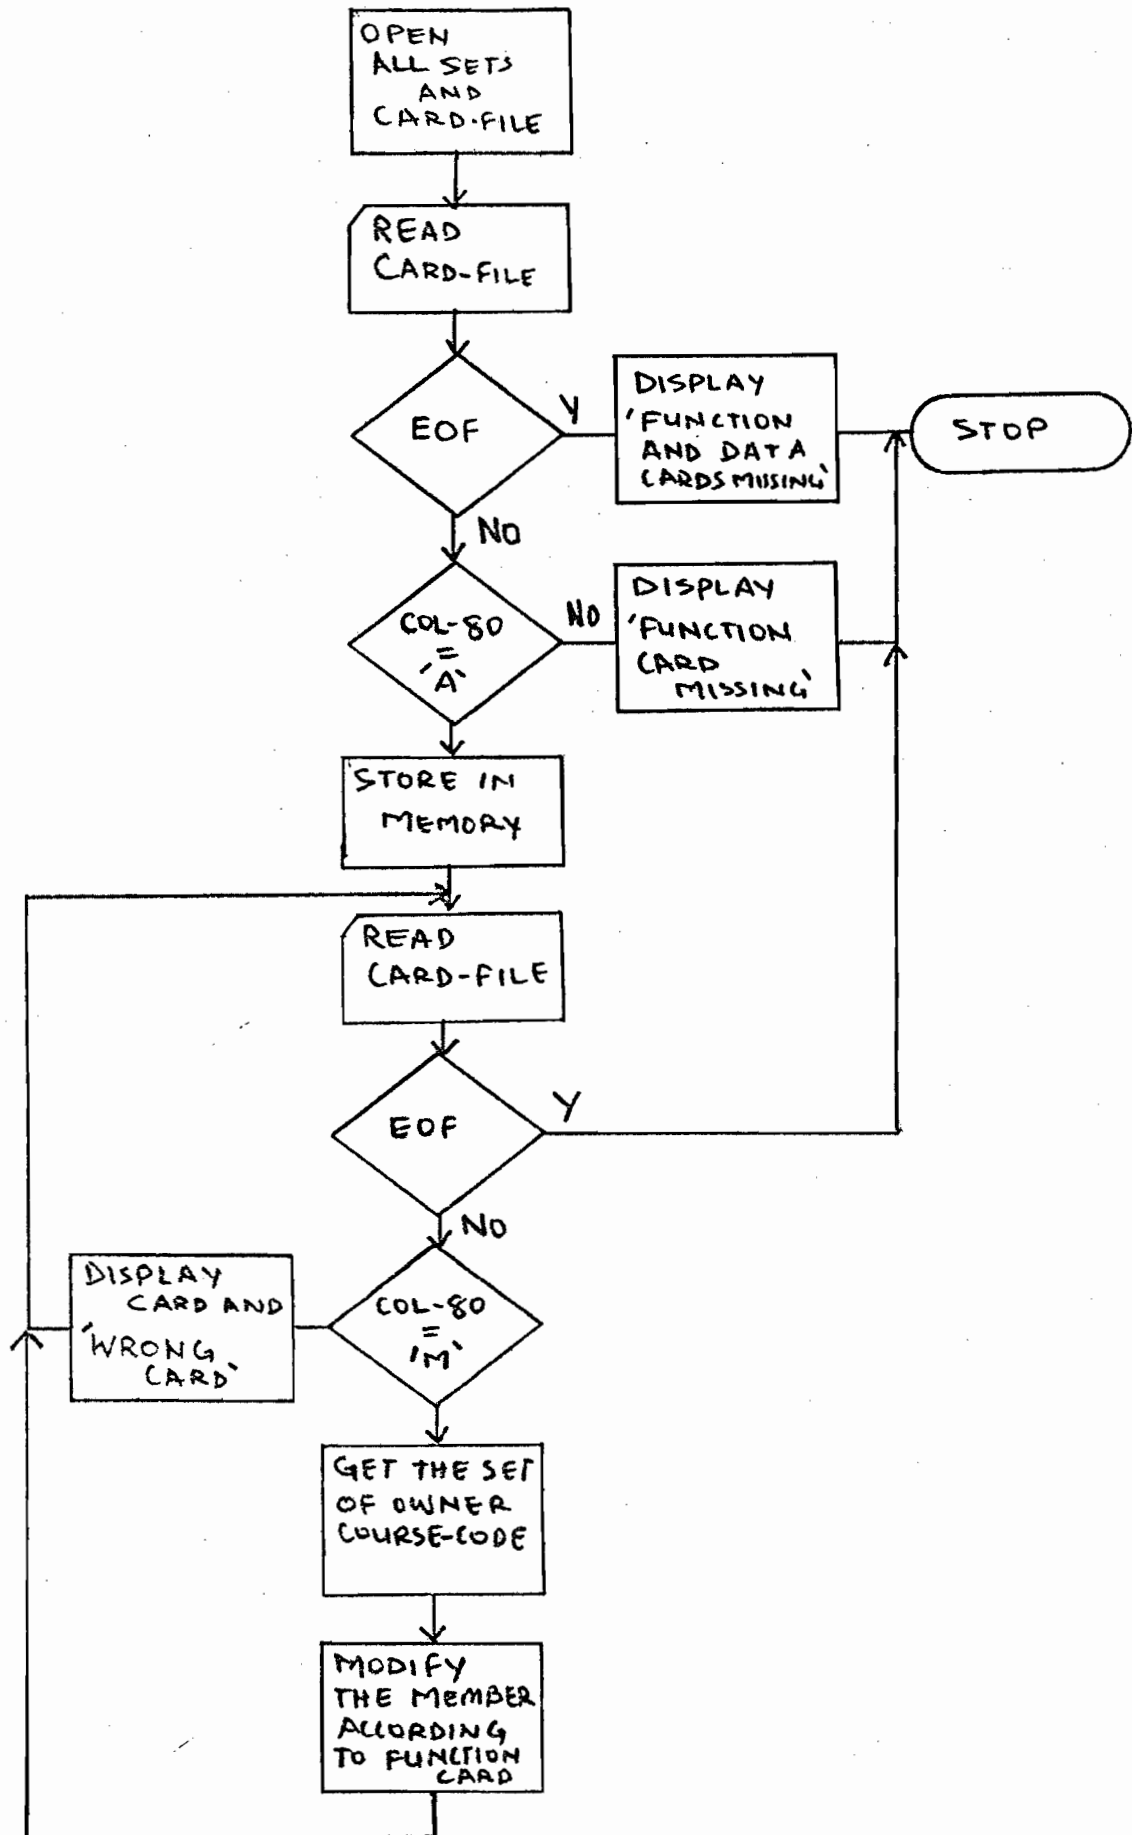 OPEN
ALL SETS
AND
CARD-FILE
READ
CARD-FILE
EOF
Y
DISPLAY
'FUNCTION
AND DATA
CARDS MISSING'
STOP
NO
COL-80
=
'A'
NO
DISPLAY
'FUNCTION
CARD
MISSING'
STORE IN
MEMORY
READ
CARD-FILE
EOF
Y
NO
COL-80
=
'M'
DISPLAY
CARD AND
'WRONG
CARD'
GET THE SET
OF OWNER
COURSE-CODE
MODIFY
THE MEMBER
ACCORDING
TO FUNCTION
CARD